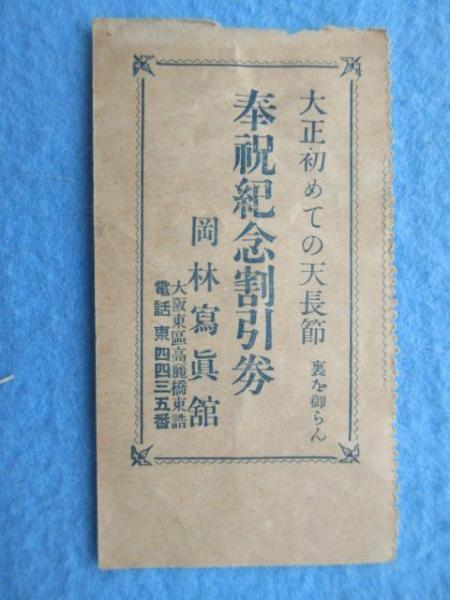 大正初めての天長節 裏を御らん
奉祝紀念割引券
岡林寫眞舘
大阪東區高麗橋東詰
電話東四四三五番